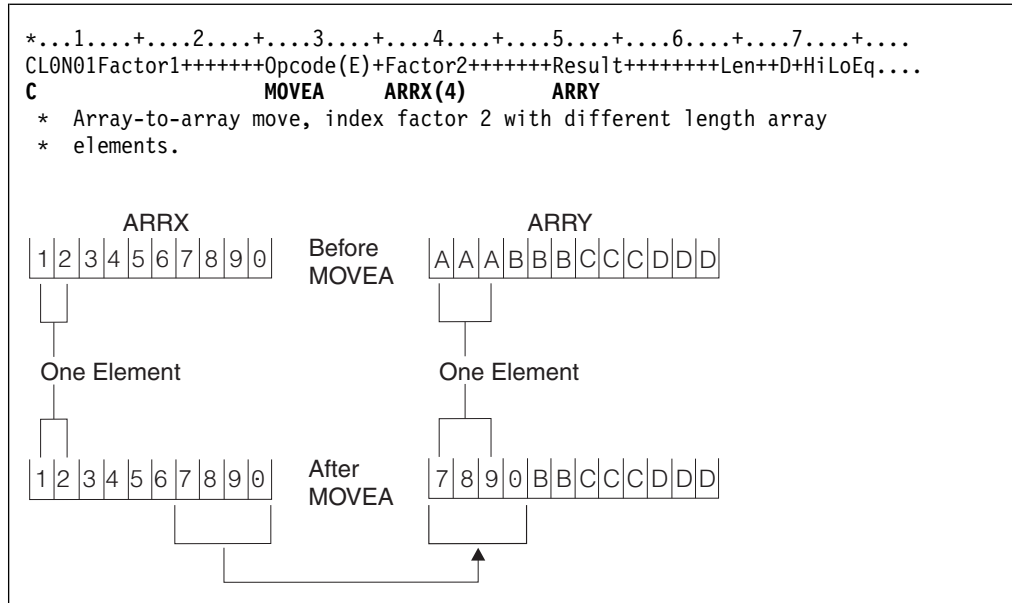 *...1....+....2....+....3....+....4....+....5....+....6....+....7....+....
CL0N01Factor1+++++++Opcode(E)+Factor2+++++++Result++++++++Len++D+HiLoEq....
C                   MOVEA     ARRX(4)       ARRY
 *  Array-to-array move, index factor 2 with different length array
 *  elements.
ARRX ARRY
1 2 3 4 5 6 7 8 9 0 Before A A A B B B C C C D D D
MOVEA
One Element One Element
1 2 3 4 5 6 7 8 9 0 After 7 8 9 0 B B C C C D D D
MOVEA